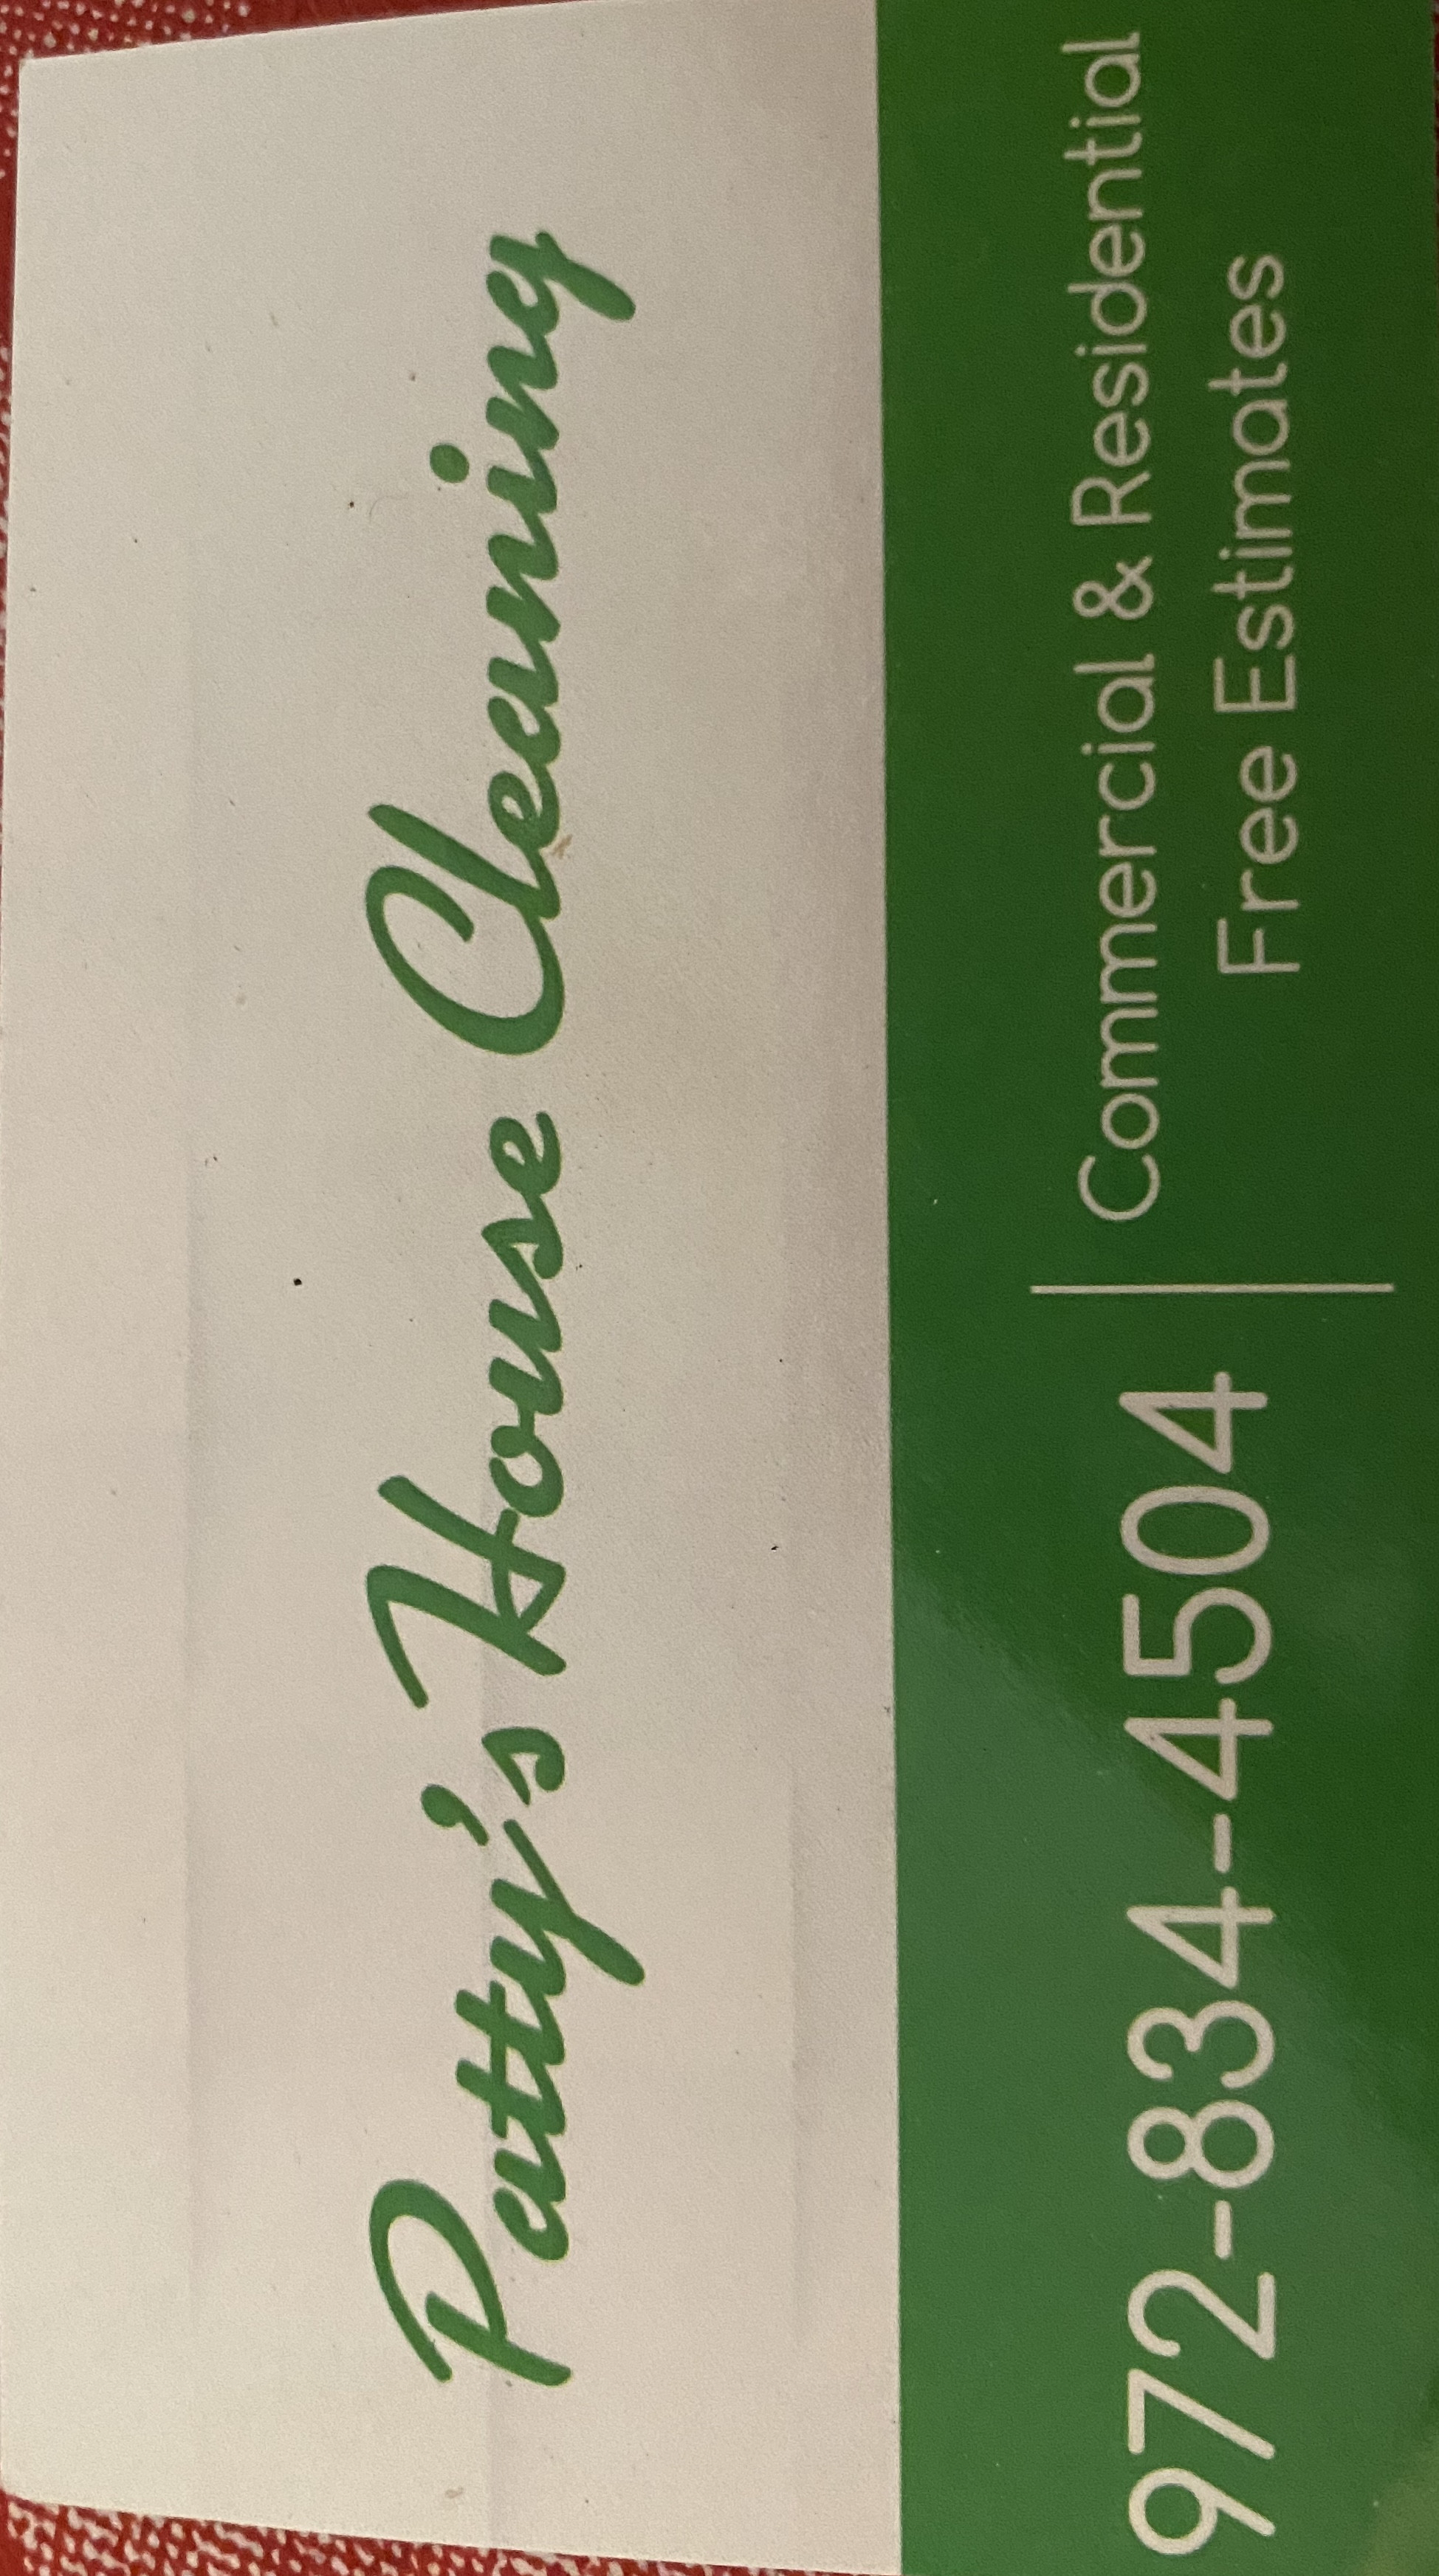 Patty's House Cleaning
972-834-4504
Commercial & Residential
Free Estimates